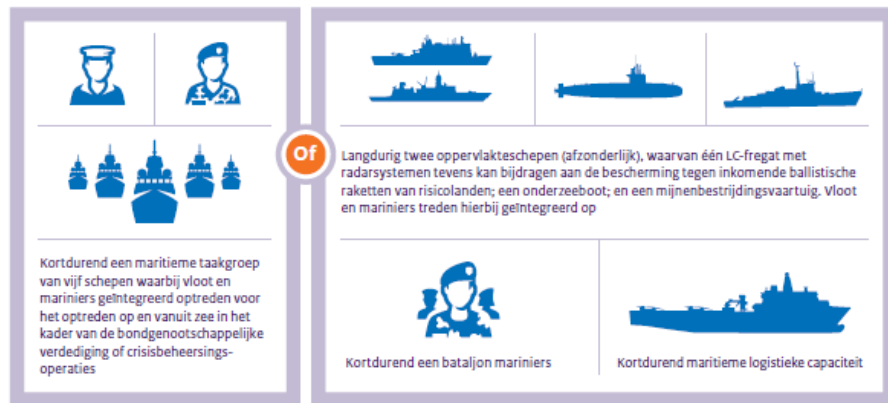 Kortdurend een maritieme taakgroep
van vijf schepen waarbij vloot en
mariniers geïntegreerd optreden voor
het optreden op en vanuit zee in het
kader van de bondgenootschappelijke
verdediging of crisisbeheersings-
operaties
Of
Langdurig twee oppervlakteschepen (afzonderlijk), waarvan één LC-fregat met
radarsystemen tevens kan bijdragen aan de bescherming tegen inkomende ballistische
raketten van risicolanden; een onderzeeboot; en een mijnenbestrijdingsvaartuig. Vloot
en mariniers treden hierbij geïntegreerd op
Kortdurend een bataljon mariniers
Kortdurend maritieme logistieke capaciteit